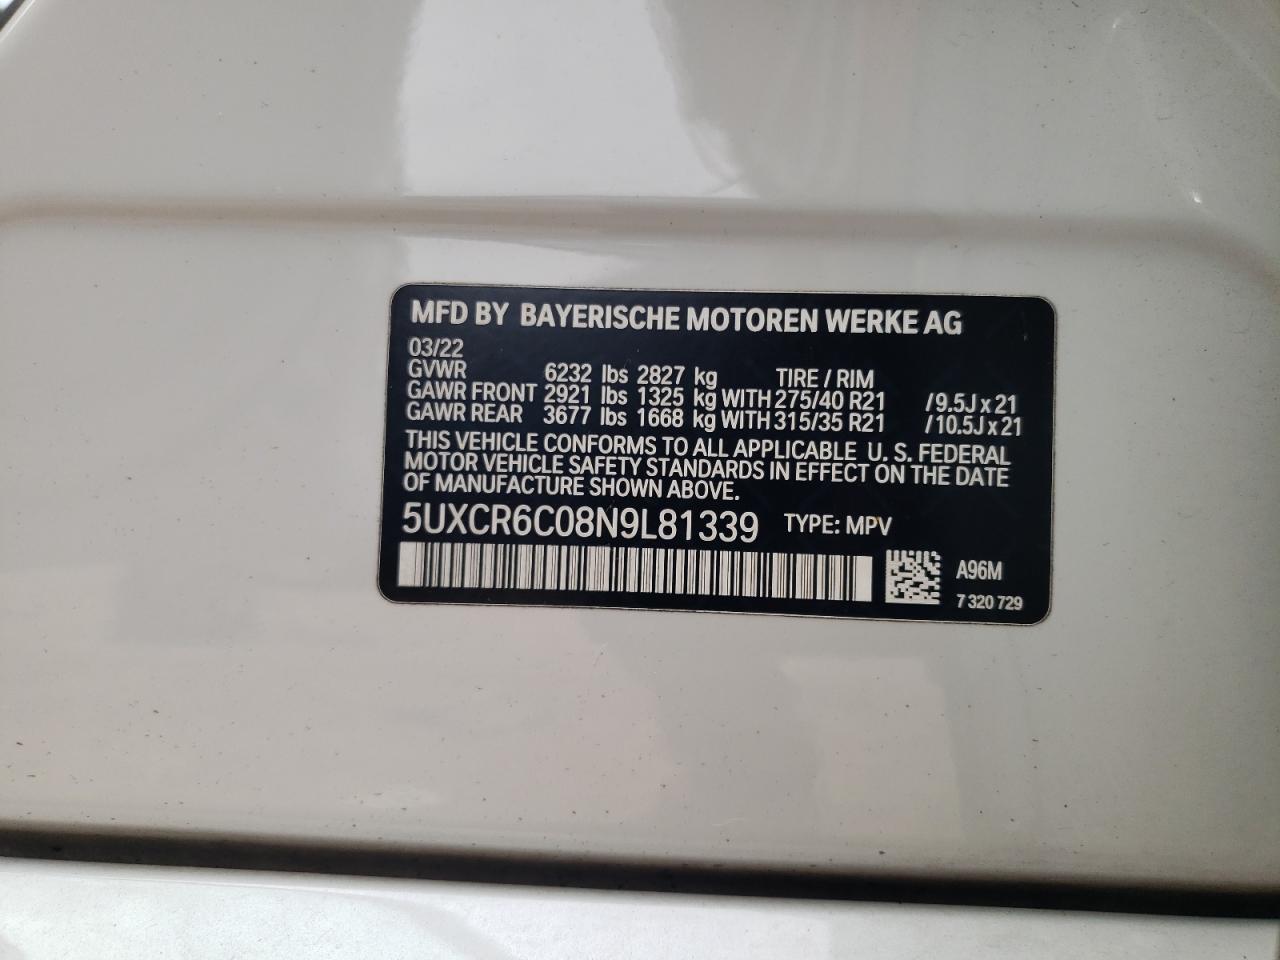 MFD BY BAYERISCHE MOTOREN WERKE AG
03/22
GVWR 6232 lbs 2827 kg TIRE / RIM
GAWR FRONT 2921 lbs 1325 kg WITH 275/40 R21 /9.5J x 21
GAWR REAR 3677 lbs 1668 kg WITH 315/35 R21 /10.5J x 21
THIS VEHICLE CONFORMS TO ALL APPLICABLE U. S. FEDERAL
MOTOR VEHICLE SAFETY STANDARDS IN EFFECT ON THE DATE
OF MANUFACTURE SHOWN ABOVE.
5UXCR6C08N9L81339 TYPE: MPV
A96M
7 320 729